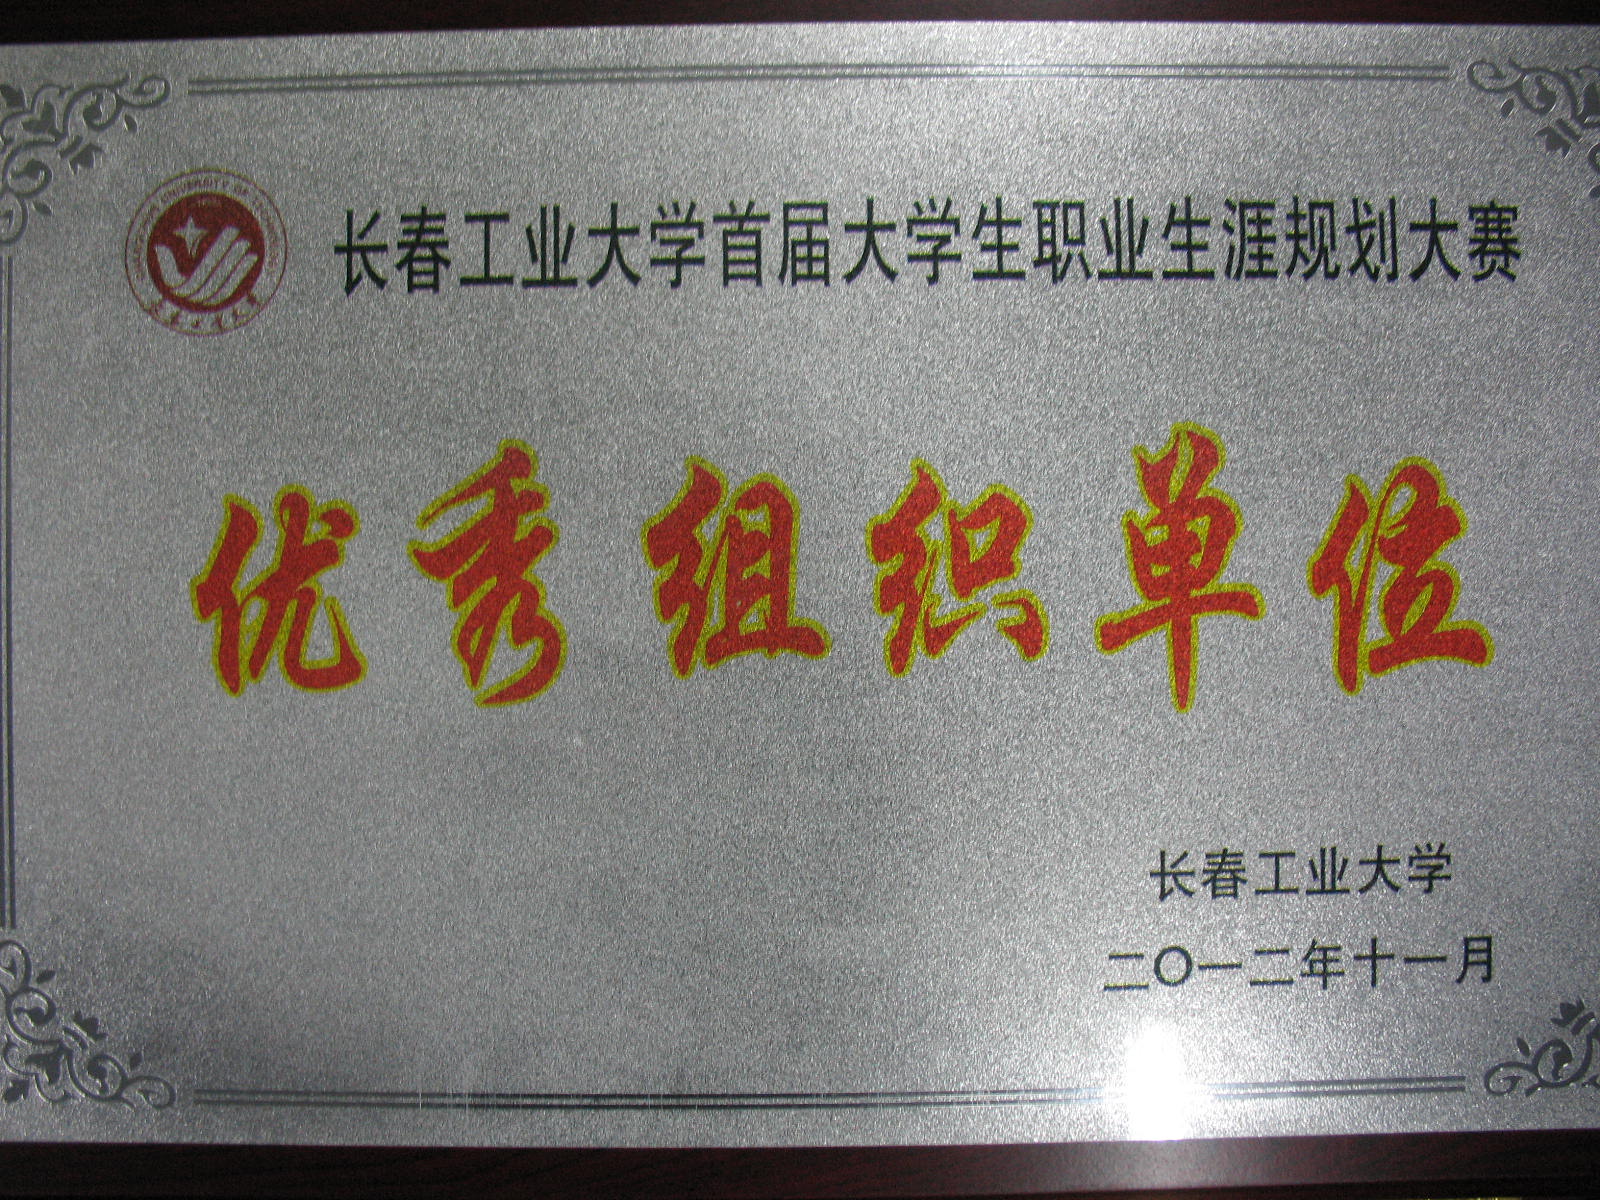 长春工业大学首届大学生职业生涯规划大赛
优秀组织单位
长春工业大学
二〇一二年十一月